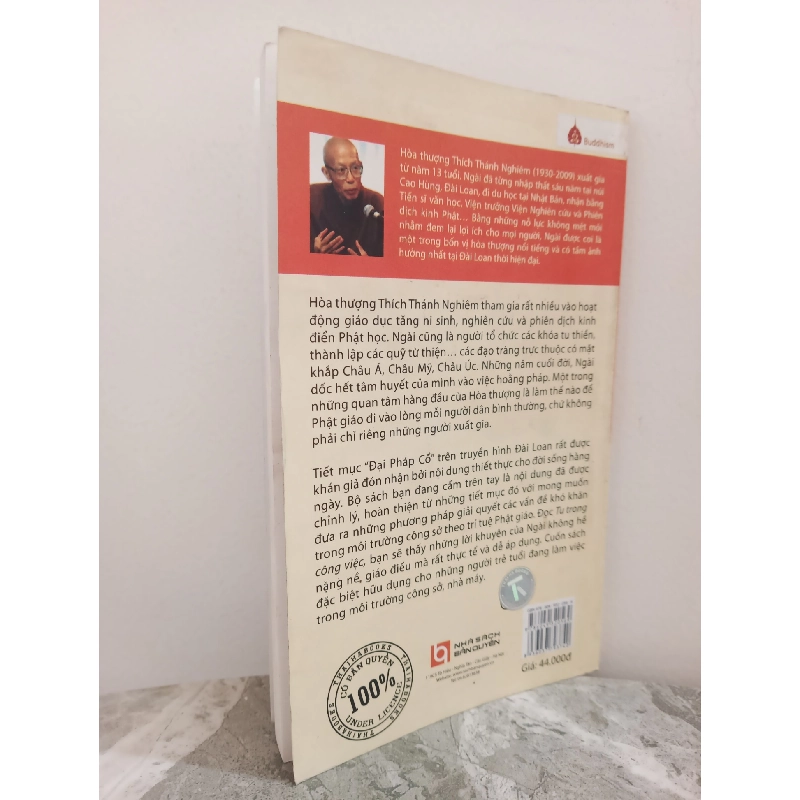 Buddhism
Hòa thượng Thích Thánh Nghiêm (1930-2009) xuất gia
từ năm 13 tuổi. Ngài đã từng nhập thất sáu năm tại núi
Cao Hùng, Đài Loan, đi du học tại Nhật Bản, nhận bằng
Tiến sĩ văn học, Viện trưởng Viện Nghiên cứu và Phiên
dịch kinh Phật... Bằng những nỗ lực không mệt mỏi
nhằm đem lại lợi ích cho mọi người, Ngài được coi là
một trong bốn vị hòa thượng nổi tiếng và có tầm ảnh
hưởng nhất tại Đài Loan thời hiện đại.
Hòa thượng Thích Thánh Nghiêm tham gia rất nhiều vào hoạt
động giáo dục tăng ni sinh, nghiên cứu và phiên dịch kinh
điển Phật học. Ngài cũng là người tổ chức các khóa tu thiền,
thành lập các quỹ từ thiện... các đạo tràng trực thuộc có mặt
khắp Châu Á, Châu Mỹ, Châu Úc. Những năm cuối đời, Ngài
dốc hết tâm huyết của mình vào việc hoằng pháp. Một trong
những quan tâm hàng đầu của Hòa thượng là làm thế nào để
Phật giáo đi vào lòng mỗi người dân bình thường, chứ không
phải chỉ riêng những người xuất gia.
Tiết mục "Đại Pháp Cổ" trên truyền hình Đài Loan rất được
khán giả đón nhận bởi nội dung thiết thực cho đời sống hàng
ngày. Bộ sách bạn đang cầm trên tay là nội dung đã được
chỉnh lý, hoàn thiện từ những tiết mục đó với mong muốn
đưa ra những phương pháp giải quyết các vấn đề khó khăn
trong môi trường công sở theo trí tuệ Phật giáo. Đọc Tu trong
công việc, bạn sẽ thấy những lời khuyên của Ngài không hề
nặng nề, giáo điều mà rất thực tế và dễ áp dụng. Cuốn sách
đặc biệt hữu dụng cho những người trẻ tuổi đang làm việc
trong môi trường công sở, nhà máy.
THAIHABOOKS
CÓ BẢN QUYỀN
100%
UNDER LICENCE
THAIHABOOKS
NHÀ SÁCH
BẢN QUYỀN
Giá: 44.000đ